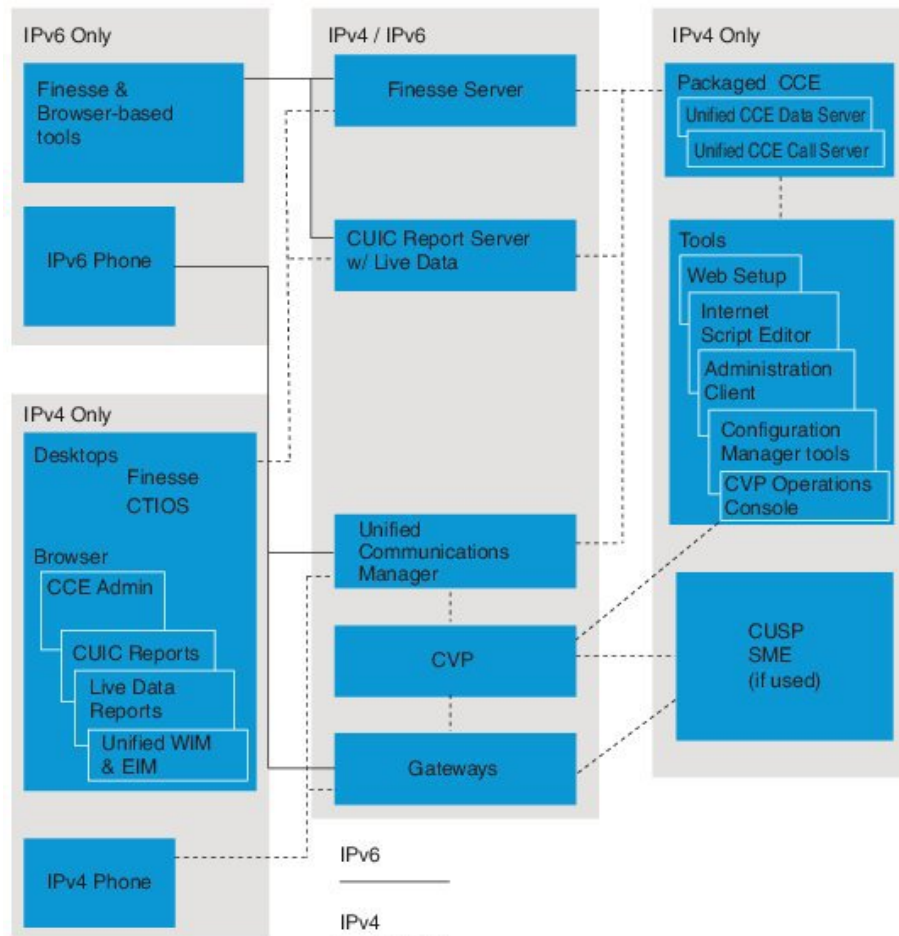 IPv6 Only
Finesse &
Browser-based
tools
IPv6 Phone
IPv4 Only
Desktops
Finesse
CTIOS
Browser
CCE Admin
CUIC Reports
Live Data
Reports
Unified WIM
& EIM
IPv4 Phone
IPv4 / IPv6
Finesse Server
CUIC Report Server
w/ Live Data
Unified
Communications
Manager
CVP
Gateways
IPv6
IPv4
IPv4 Only
Packaged CCE
Unified CCE Data Server
Unified CCE Call Server
Tools
Web Setup
Internet
Script Editor
Administration
Client
Configuration
Manager tools
CVP Operations
Console
CUSP
SME
(if used)